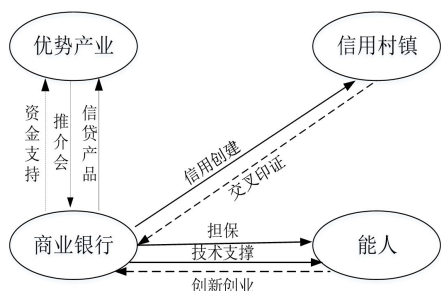 优势产业
信用村镇
资金支持
推介会
信贷产品
信用创建
交叉印证
商业银行
担保
技术支撑
能人
创新创业